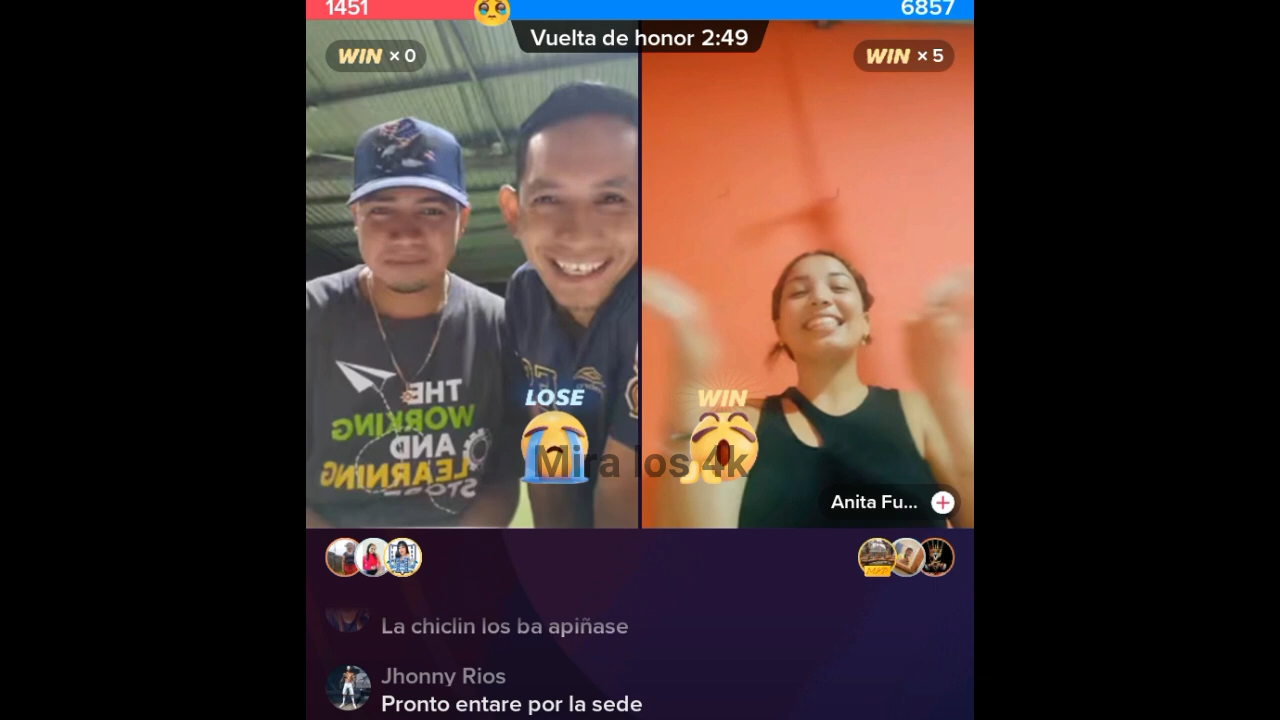 1451
6857
Vuelta de honor 2:49
WIN × 0
WIN × 5
THE
WORKING
AND
LEARNING
STO
LOSE
WIN
Mira los 4k
Anita Fu...
La chiclin los ba apiñase
Jhonny Rios
Pronto entare por la sede